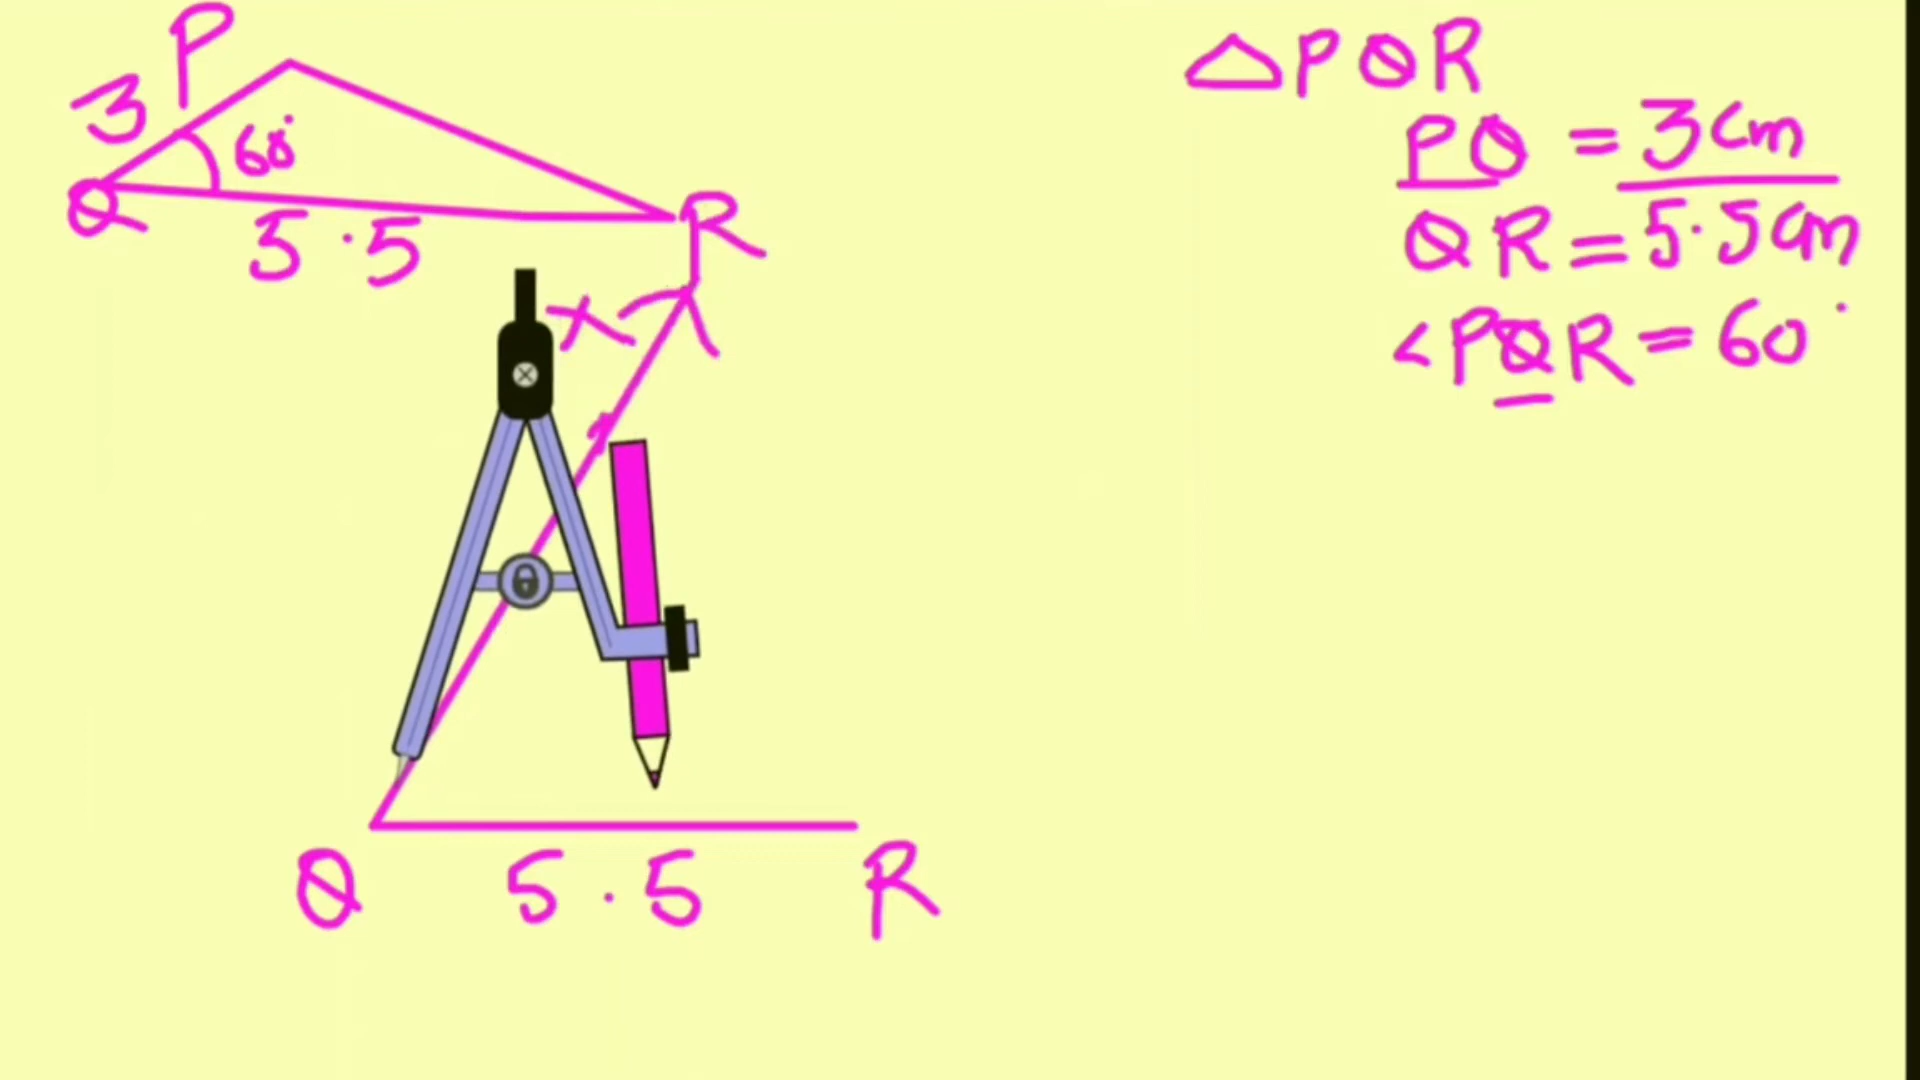 P
3
60°
Q
5.5
R
X
Q
5.5
R
△PQR
PQ = 3cm
QR = 5.5cm
<PQR = 60°